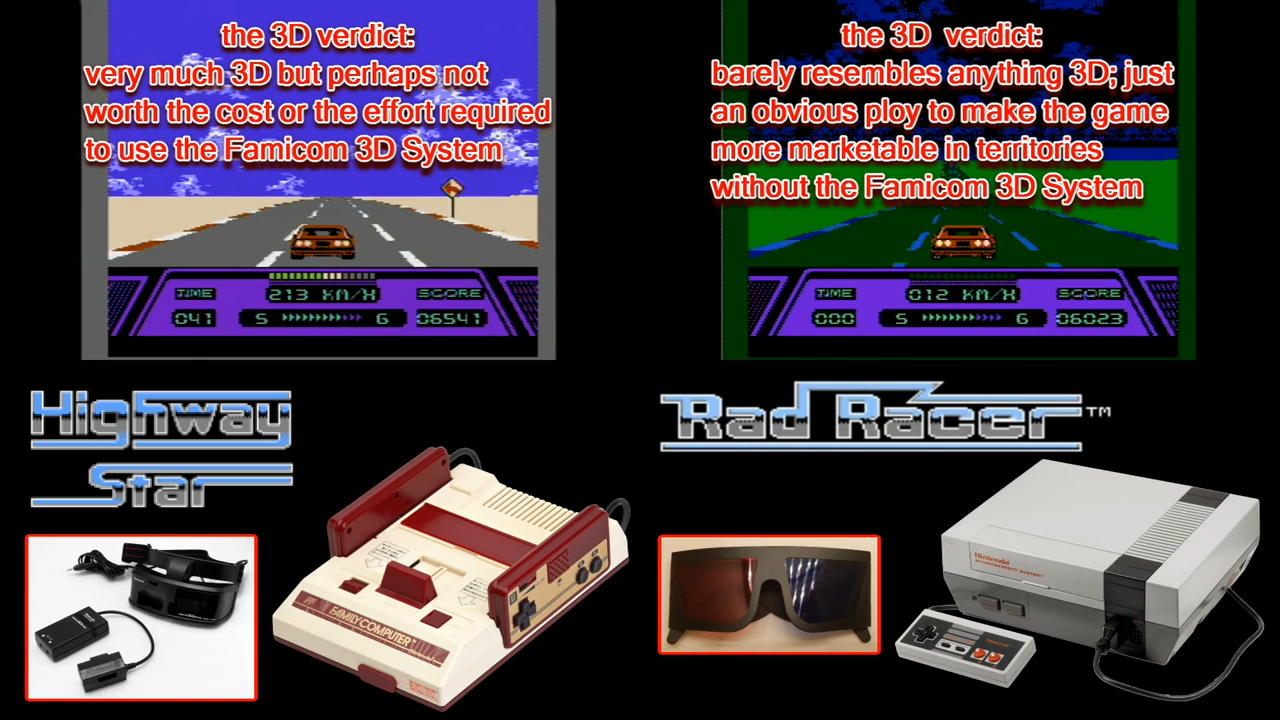 the 3D verdict:
very much 3D but perhaps not
worth the cost or the effort required
to use the Famicom 3D System
TIME
213 KM/H
SCORE
041
S
G
06541
the 3D verdict:
barely resembles anything 3D; just
an obvious ploy to make the game
more marketable in territories
without the Famicom 3D System
TIME
012 KM/H
SCORE
000
S
G
06023
Highway
Star
FAMILY COMPUTER
Rad Racer™
Nintendo
ENTERTAINMENT SYSTEM